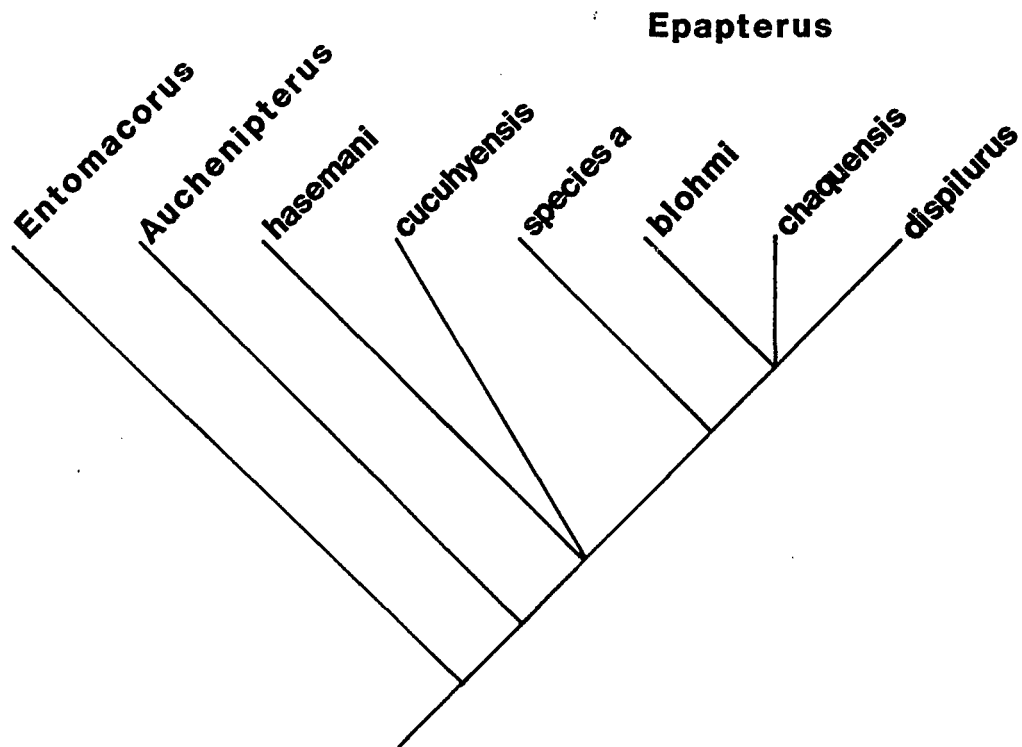 Epapterus
Entomacorus
Auchenipterus
hasemani
cucuhyensis
species a
blohmi
chaquensis
dispilurus